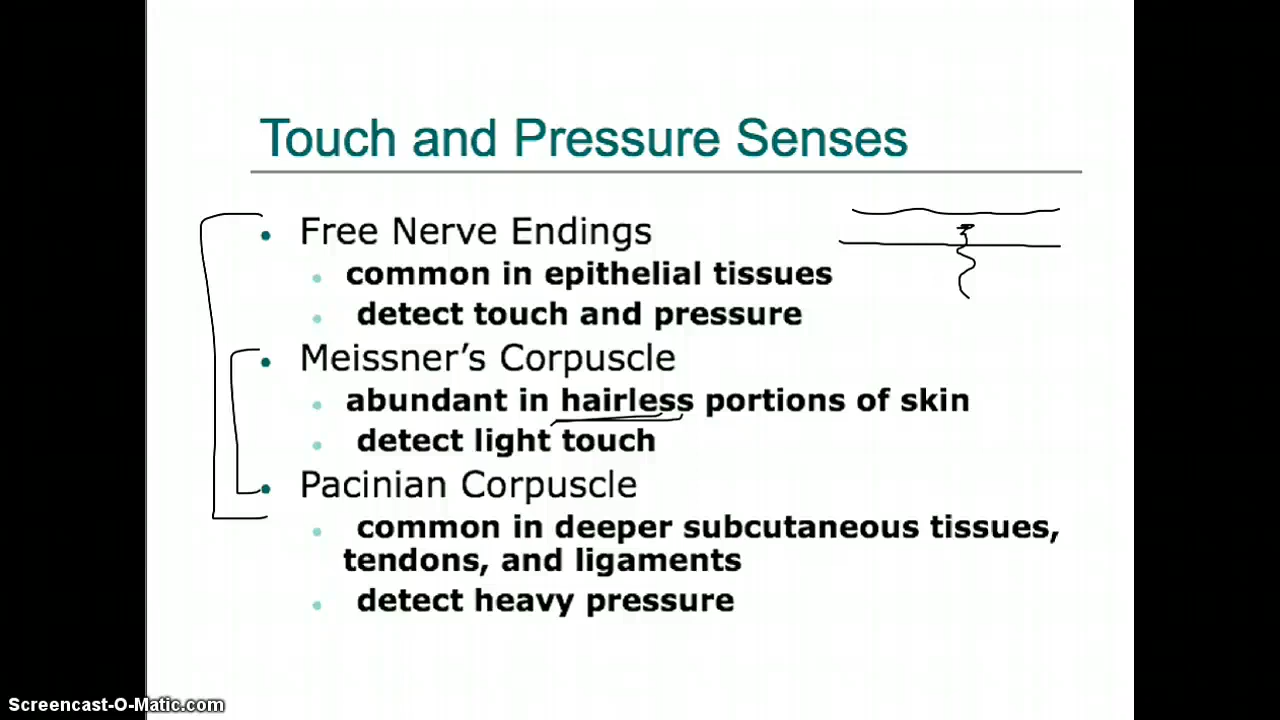 Touch and Pressure Senses
• Free Nerve Endings
• common in epithelial tissues
• detect touch and pressure
• Meissner’s Corpuscle
• abundant in hairless portions of skin
• detect light touch
• Pacinian Corpuscle
• common in deeper subcutaneous tissues,
tendons, and ligaments
• detect heavy pressure
Screencast-O-Matic.com